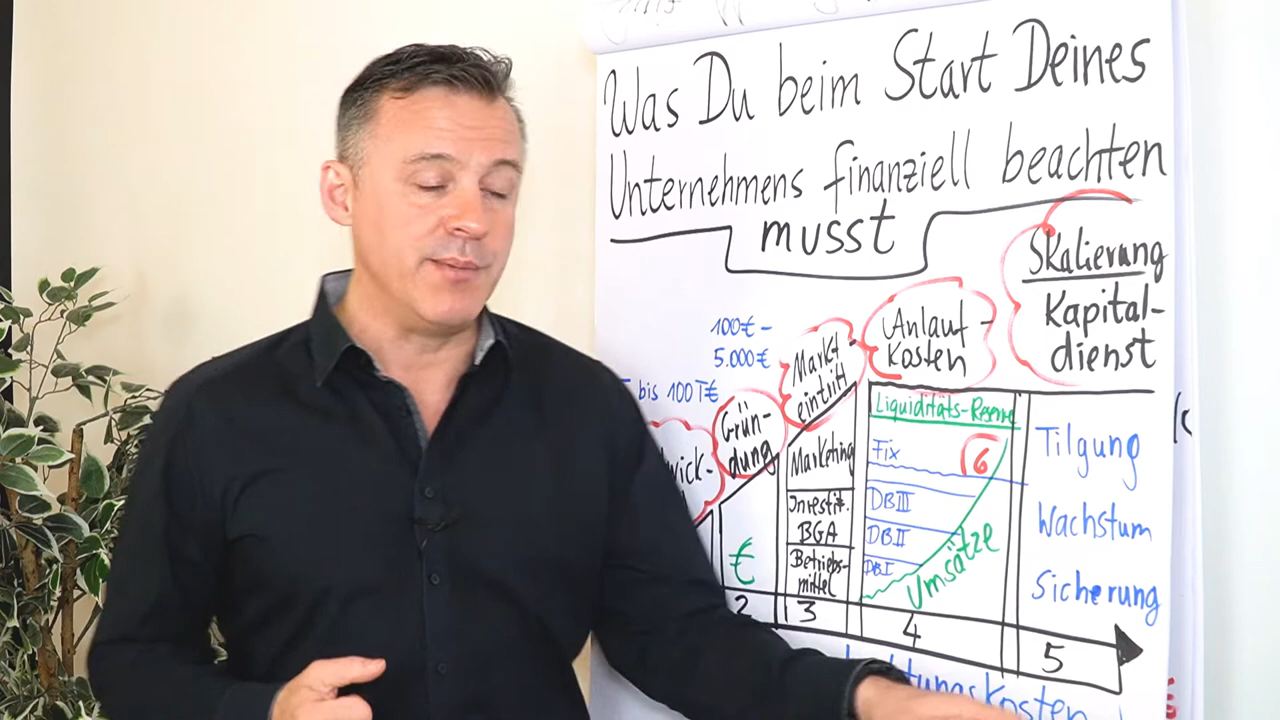 Was Du beim Start Deines
Unternehmens finanziell beachten
musst
Skalierung
Kapital-
dienst
Anlauf-
kosten
Markt-
eintritt
100€ -
5.000€
bis 100T€
Grün-
dung
wick-
Liquiditäts-Reserve
Fix
6
DBIII
DBII
DBI
Umsätze
Marketing
Investit.
BGA
Betriebs-
mittel
€
Tilgung
Wachstum
Sicherung
2
3
4
5
tungskosten